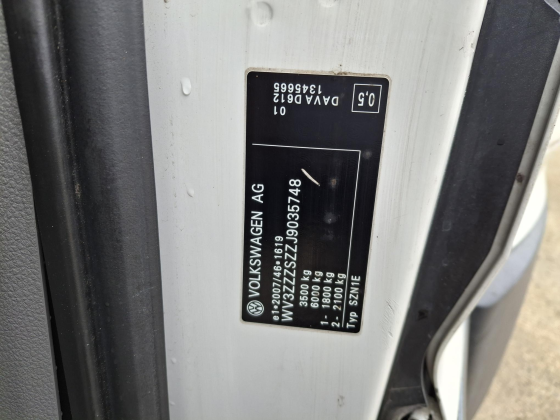 VOLKSWAGEN AG
e1*2007/46*1619
WV3ZZZSZZJ9035748
3500 kg
6000 kg
1- 1800 kg
2- 2100 kg
Typ SZN1E
01
DAVA D612
1345665
0,5